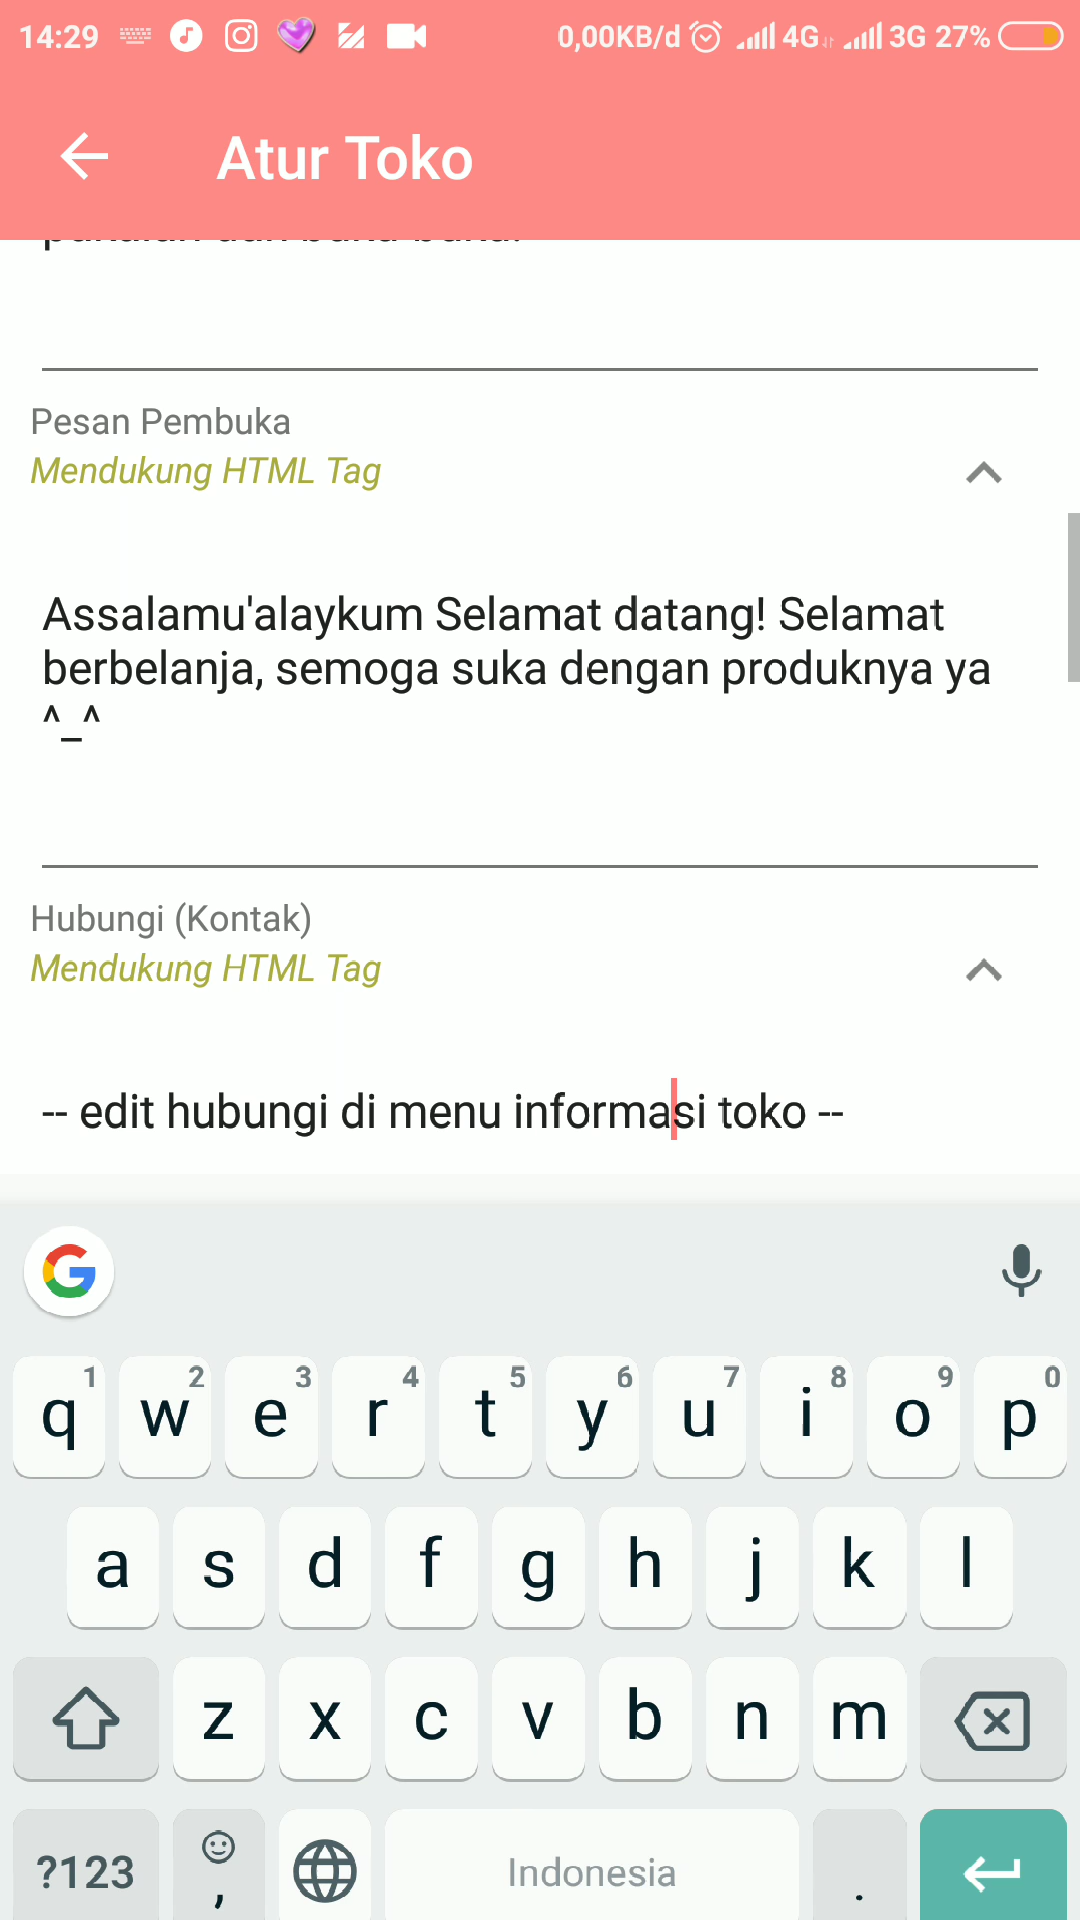 14:29 0,00KB/d 4G 3G 27%
Atur Toko
Pesan Pembuka
Mendukung HTML Tag
Assalamu'alaykum Selamat datang! Selamat
berbelanja, semoga suka dengan produknya ya
^_^
Hubungi (Kontak)
Mendukung HTML Tag
-- edit hubungi di menu informasi toko --
1 2 3 4 5 6 7 8 9 0
q w e r t y u i o p
a s d f g h j k l
z x c v b n m
?123 , Indonesia .